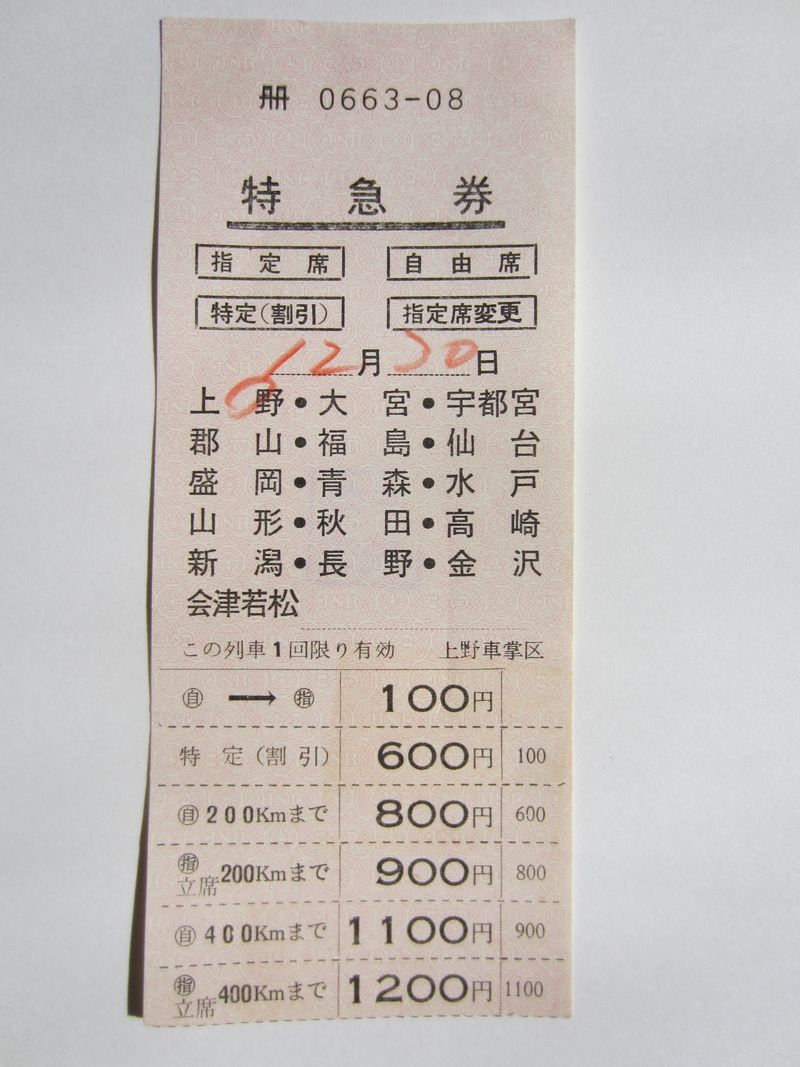 冊 0663-08
特急券
指定席 自由席
特定(割引) 指定席変更
12月30日
上野・大宮・宇都宮
郡山・福島・仙台
盛岡・青森・水戸
山形・秋田・高崎
新潟・長野・金沢
会津若松
この列車1回限り有効 上野車掌区
㊀自 → 指 100円
特定(割引) 600円 100
自 200Kmまで 800円 600
指立席 200Kmまで 900円 800
自 400Kmまで 1100円 900
指立席 400Kmまで 1200円 1100